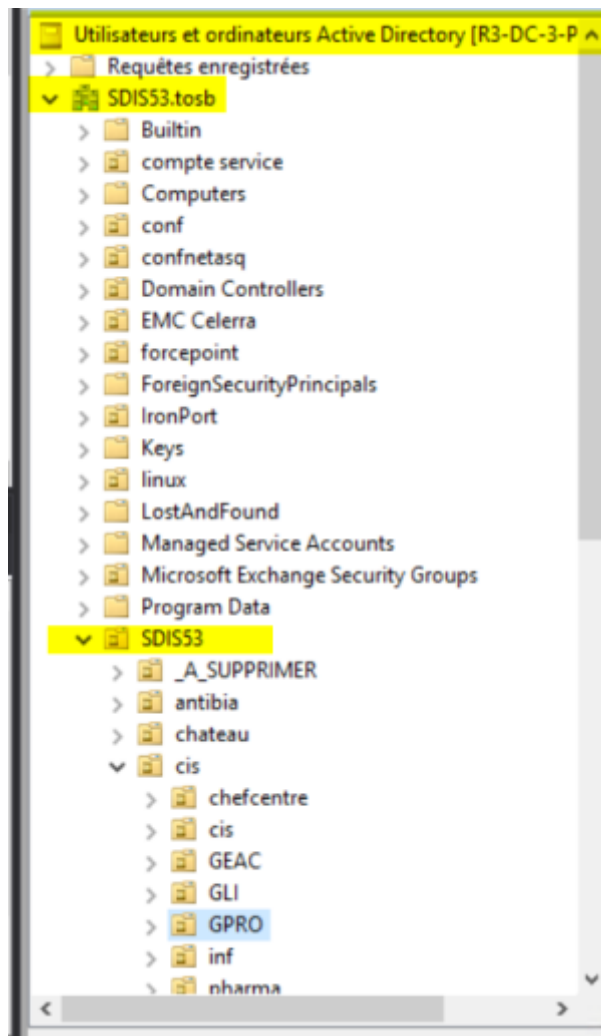 Utilisateurs et ordinateurs Active Directory [R3-DC-3-P
Requêtes enregistrées
SDIS53.tosb
Builtin
compte service
Computers
conf
confnetasq
Domain Controllers
EMC Celerra
forcepoint
ForeignSecurityPrincipals
IronPort
Keys
linux
LostAndFound
Managed Service Accounts
Microsoft Exchange Security Groups
Program Data
SDIS53
_A_SUPPRIMER
antibia
chateau
cis
chefcentre
cis
GEAC
GLI
GPRO
inf
pharma